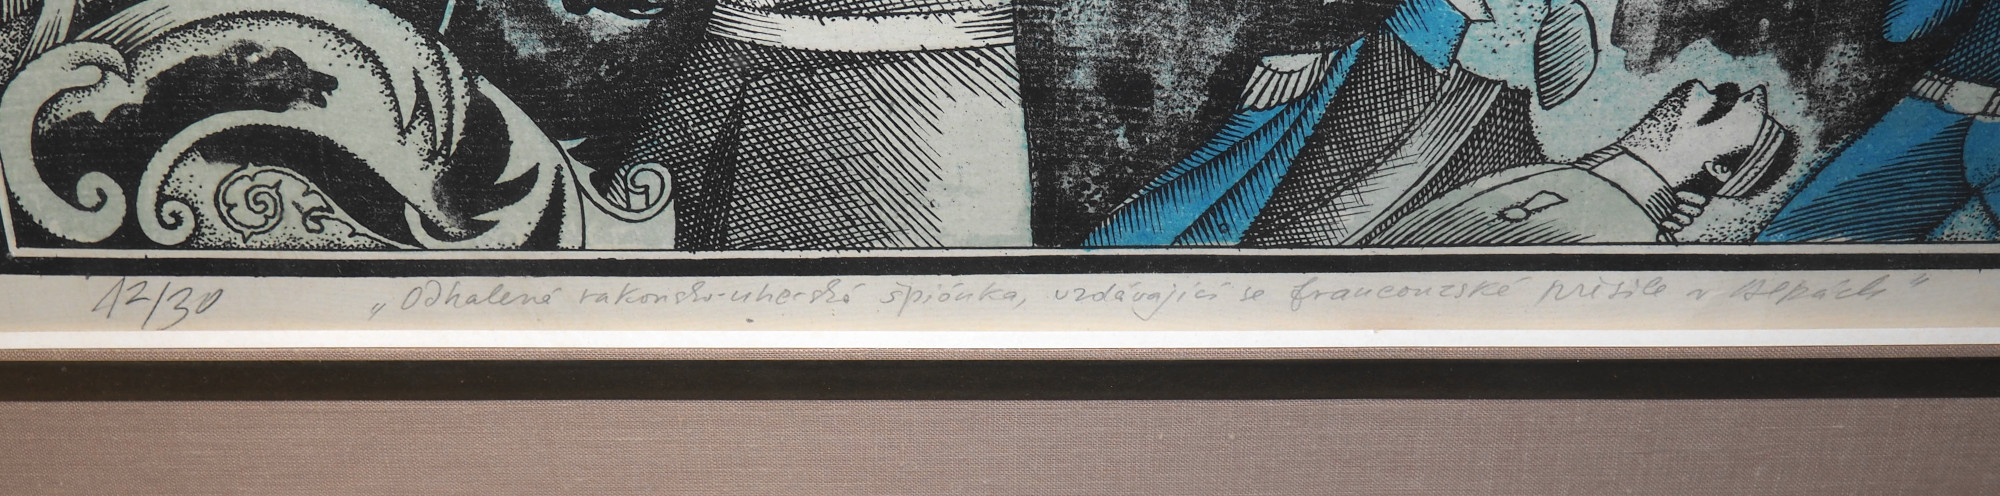 12/30 „Odhalená rakousko-uherská špiónka, vzdávající se francouzské přesile v Alpách"